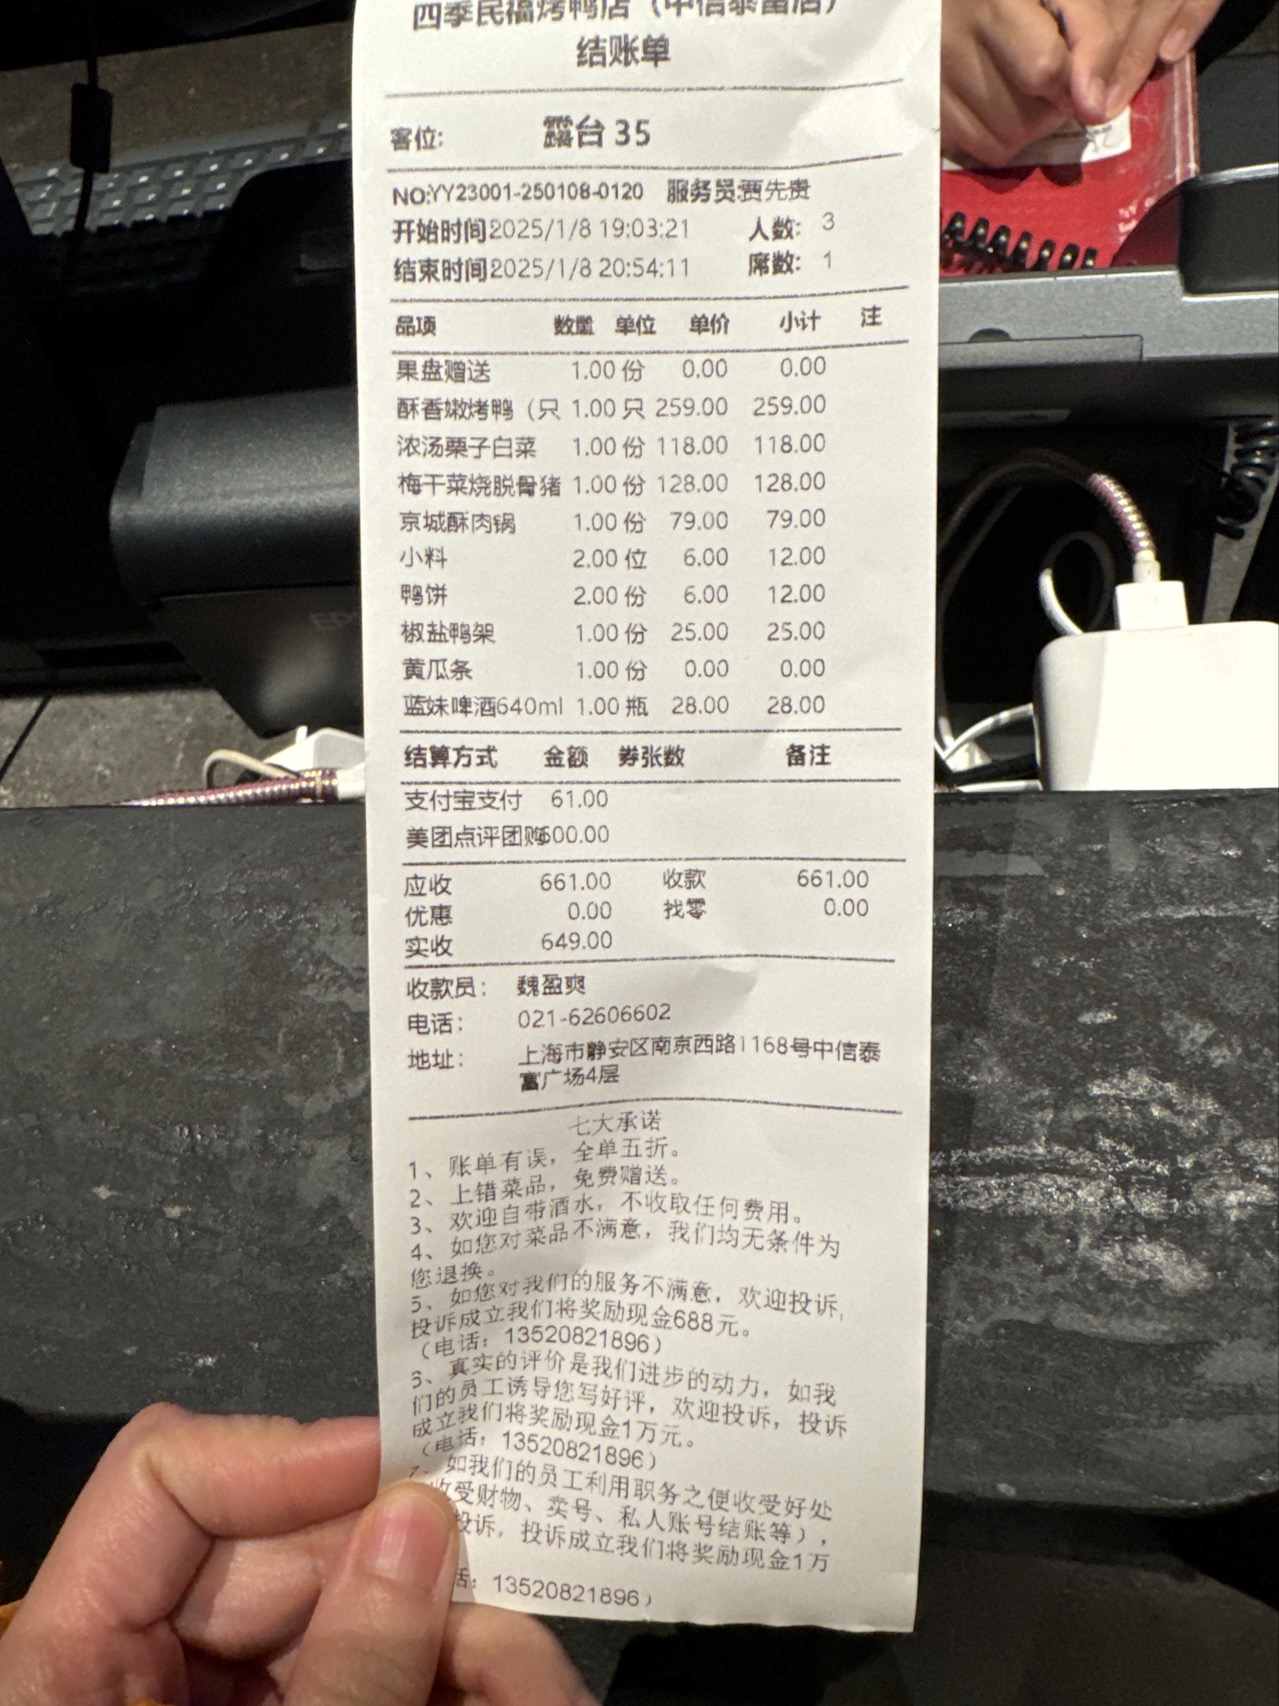 四季民福烤鸭店（中信泰富店）
结账单
客位: 露台 35
NO:YY23001-250108-0120 服务员:贾先贵
开始时间 2025/1/8 19:03:21 人数: 3
结束时间 2025/1/8 20:54:11 席数: 1
品项 数量 单位 单价 小计 注
果盘赠送 1.00 份 0.00 0.00
酥香嫩烤鸭（只 1.00 只 259.00 259.00
浓汤栗子白菜 1.00 份 118.00 118.00
梅干菜烧脱骨猪 1.00 份 128.00 128.00
京城酥肉锅 1.00 份 79.00 79.00
小料 2.00 位 6.00 12.00
鸭饼 2.00 份 6.00 12.00
椒盐鸭架 1.00 份 25.00 25.00
黄瓜条 1.00 份 0.00 0.00
蓝妹啤酒640ml 1.00 瓶 28.00 28.00
结算方式 金额 券张数 备注
支付宝支付 61.00
美团点评团购 600.00
应收 661.00 收款 661.00
优惠 0.00 找零 0.00
实收 649.00
收款员: 魏盈爽
电话: 021-62606602
地址: 上海市静安区南京西路1168号中信泰
富广场4层
七大承诺
1、账单有误，全单五折。
2、上错菜品，免费赠送。
3、欢迎自带酒水，不收取任何费用。
4、如您对菜品不满意，我们均无条件为
您退换。
5、如您对我们的服务不满意，欢迎投诉，
投诉成立我们将奖励现金688元。
（电话：13520821896）
6、真实的评价是我们进步的动力，如我
们的员工诱导您写好评，欢迎投诉，投诉
成立我们将奖励现金1万元。
（电话：13520821896）
7、如我们的员工利用职务之便收受好处
收受财物、卖号、私人账号结账等），
投诉，投诉成立我们将奖励现金1万
话：13520821896）